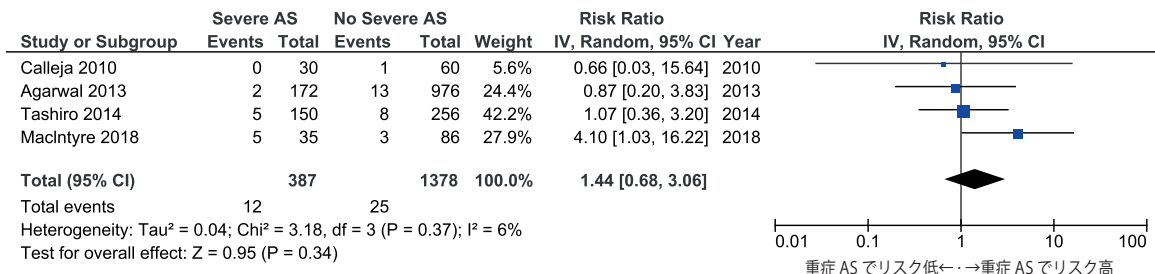 Severe AS No Severe AS Risk Ratio Risk Ratio
Study or Subgroup Events Total Events Total Weight IV, Random, 95% CI Year IV, Random, 95% CI
Calleja 2010 0 30 1 60 5.6% 0.66 [0.03, 15.64] 2010
Agarwal 2013 2 172 13 976 24.4% 0.87 [0.20, 3.83] 2013
Tashiro 2014 5 150 8 256 42.2% 1.07 [0.36, 3.20] 2014
MacIntyre 2018 5 35 3 86 27.9% 4.10 [1.03, 16.22] 2018
Total (95% CI) 387 1378 100.0% 1.44 [0.68, 3.06]
Total events 12 25
Heterogeneity: Tau² = 0.04; Chi² = 3.18, df = 3 (P = 0.37); I² = 6%
Test for overall effect: Z = 0.95 (P = 0.34)
0.01 0.1 1 10 100
重症 AS でリスク低←・→重症 AS でリスク高